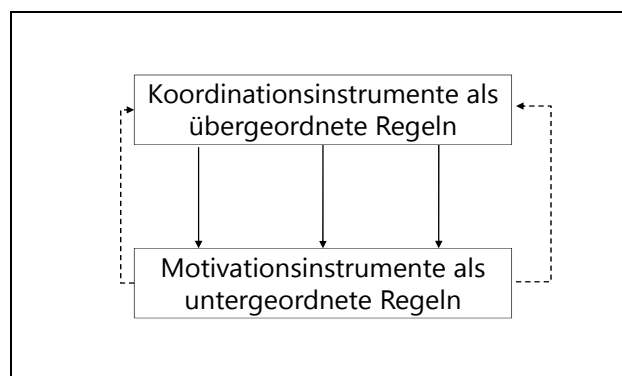 Koordinationsinstrumente als
übergeordnete Regeln
Motivationsinstrumente als
untergeordnete Regeln